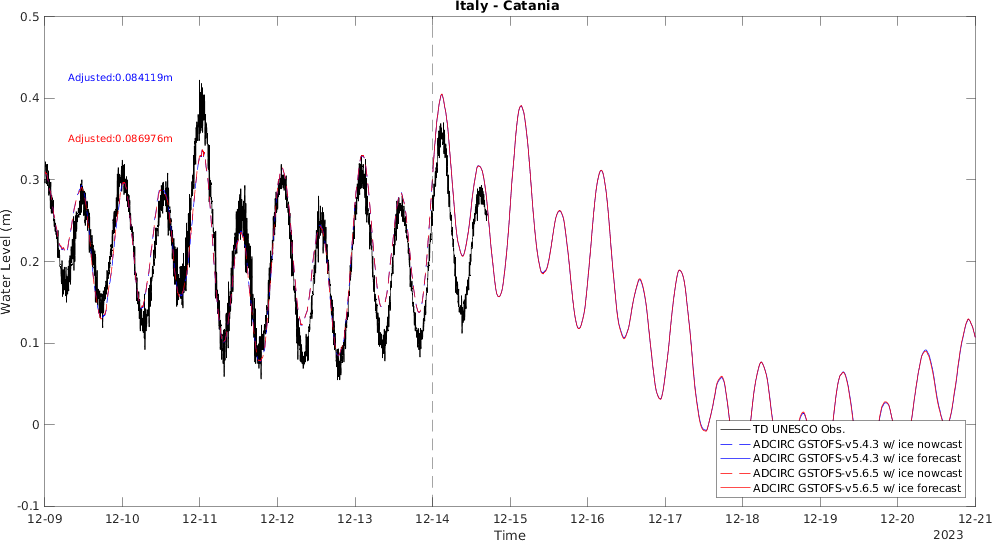 Italy - Catania
Water Level (m)
0.5
0.4
0.3
0.2
0.1
0
-0.1
Adjusted:0.084119m
Adjusted:0.086976m
TD UNESCO Obs.
ADCIRC GSTOFS-v5.4.3 w/ ice nowcast
ADCIRC GSTOFS-v5.4.3 w/ ice forecast
ADCIRC GSTOFS-v5.6.5 w/ ice nowcast
ADCIRC GSTOFS-v5.6.5 w/ ice forecast
12-09 12-10 12-11 12-12 12-13 12-14 12-15 12-16 12-17 12-18 12-19 12-20 12-21
Time
2023